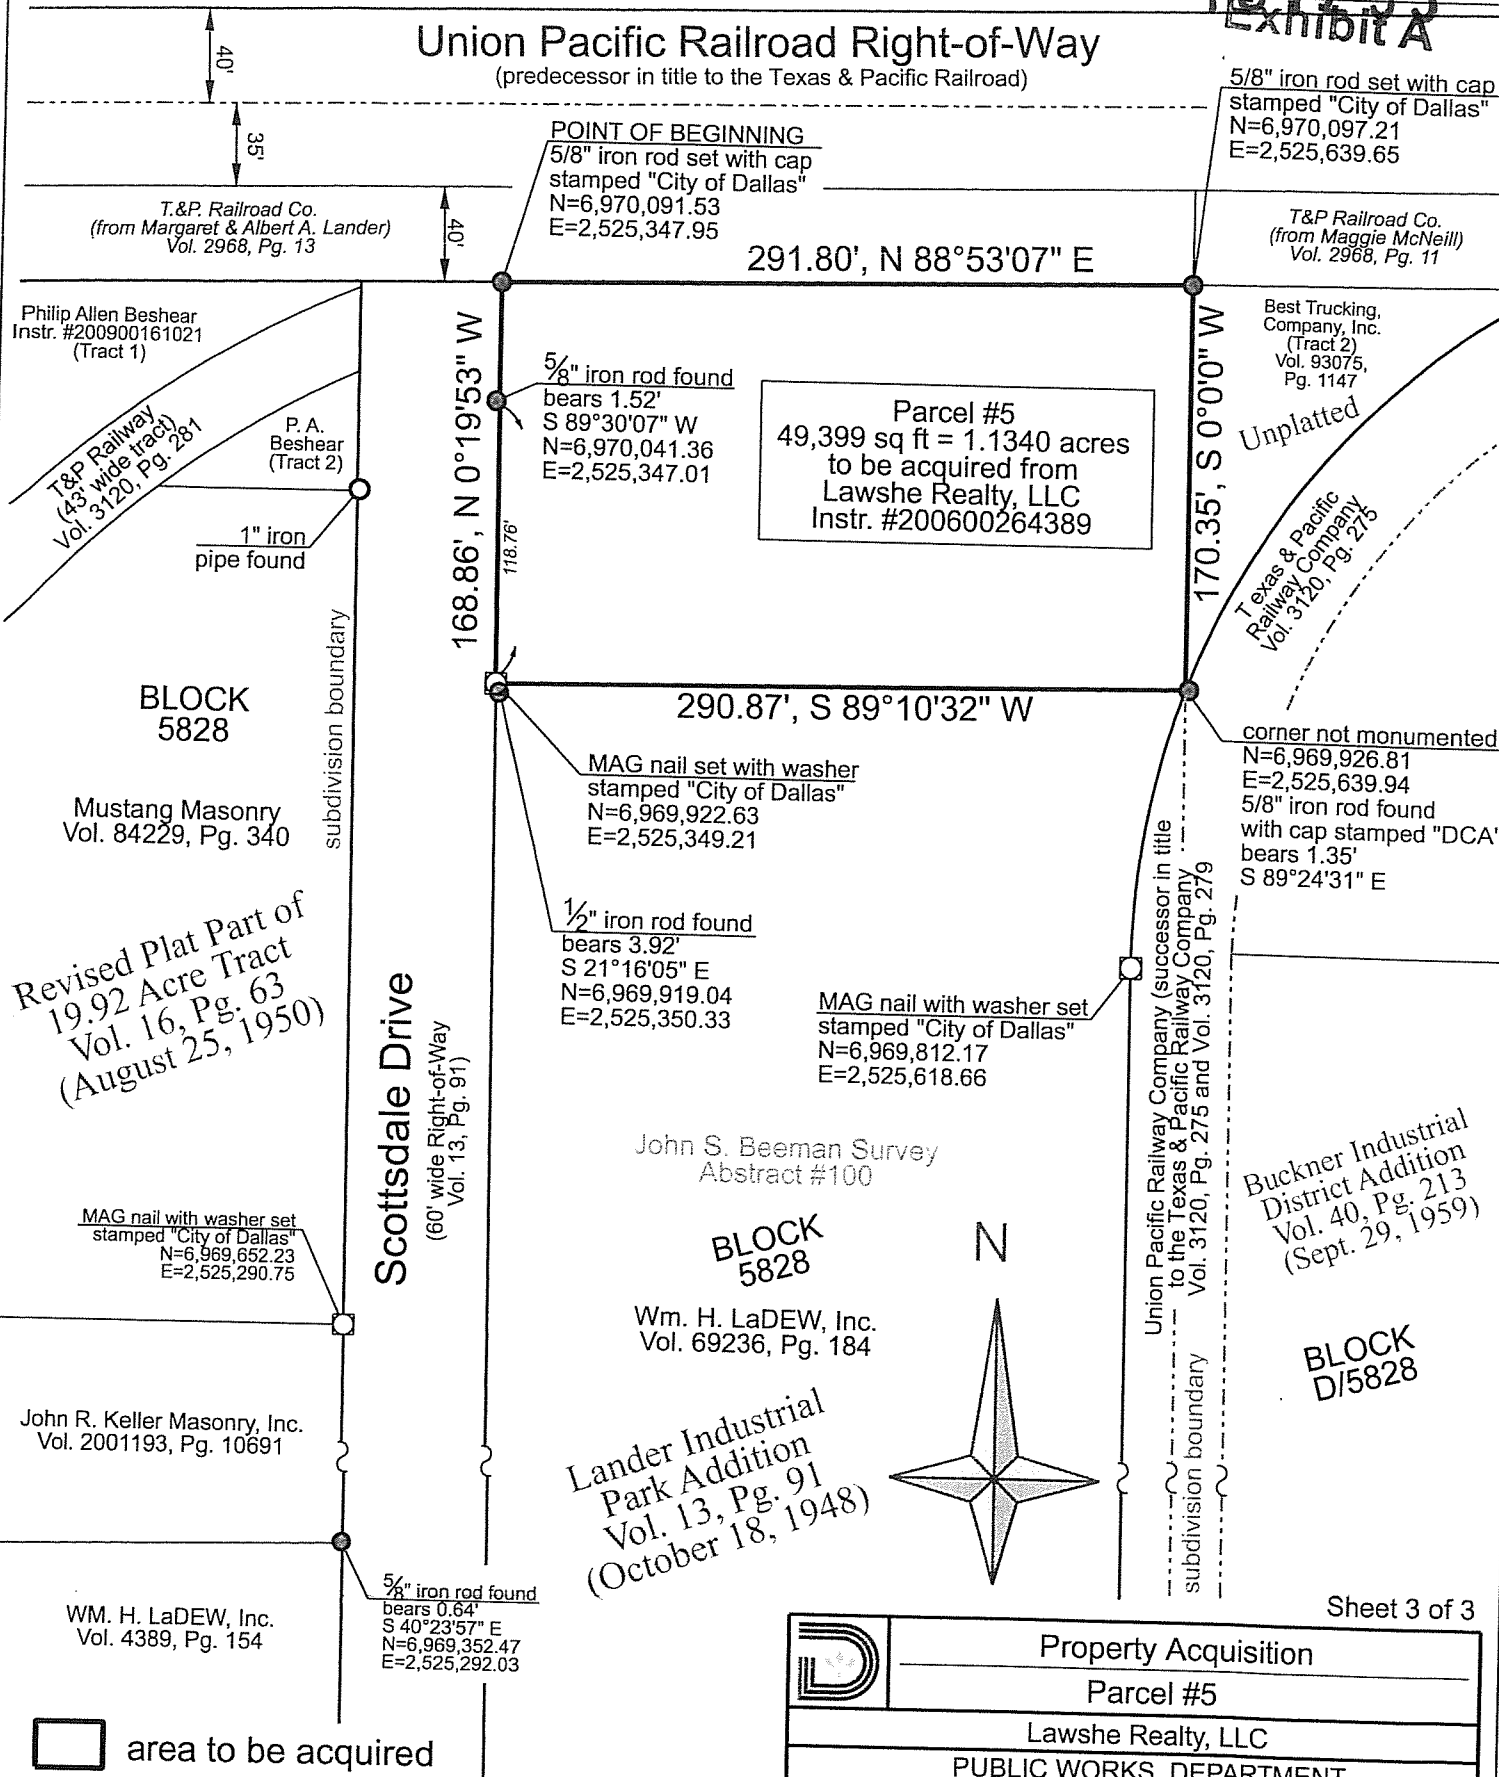 Exhibit A
Union Pacific Railroad Right-of-Way
(predecessor in title to the Texas & Pacific Railroad)
40'
35'
40'
5/8" iron rod set with cap
stamped "City of Dallas"
N=6,970,097.21
E=2,525,639.65
POINT OF BEGINNING
5/8" iron rod set with cap
stamped "City of Dallas"
N=6,970,091.53
E=2,525,347.95
T.&P. Railroad Co.
(from Margaret & Albert A. Lander)
Vol. 2968, Pg. 13
T&P Railroad Co.
(from Maggie McNeill)
Vol. 2968, Pg. 11
291.80', N 88°53'07" E
Philip Allen Beshear
Instr. #200900161021
(Tract 1)
T&P Railway
(43' wide tract)
Vol. 3120, Pg. 281
P. A.
Beshear
(Tract 2)
1" iron
pipe found
168.86', N 0°19'53" W
118.76'
5/8" iron rod found
bears 1.52'
S 89°30'07" W
N=6,970,041.36
E=2,525,347.01
Parcel #5
49,399 sq ft = 1.1340 acres
to be acquired from
Lawshe Realty, LLC
Instr. #200600264389
170.35', S 0°0'0" W
Best Trucking,
Company, Inc.
(Tract 2)
Vol. 93075,
Pg. 1147
Unplatted
Texas & Pacific
Railway Company
Vol. 3120, Pg. 275
290.87', S 89°10'32" W
BLOCK
5828
subdivision boundary
Mustang Masonry
Vol. 84229, Pg. 340
MAG nail set with washer
stamped "City of Dallas"
N=6,969,922.63
E=2,525,349.21
corner not monumented
N=6,969,926.81
E=2,525,639.94
5/8" iron rod found
with cap stamped "DCA"
bears 1.35'
S 89°24'31" E
1/2" iron rod found
bears 3.92'
S 21°16'05" E
N=6,969,919.04
E=2,525,350.33
Revised Plat Part of
19.92 Acre Tract
Vol. 16, Pg. 63
(August 25, 1950)
Scottsdale Drive
(60' wide Right-of-Way
Vol. 13, Pg. 91)
MAG nail with washer set
stamped "City of Dallas"
N=6,969,812.17
E=2,525,618.66
Union Pacific Railway Company (successor in title
to the Texas & Pacific Railway Company
Vol. 3120, Pg. 275 and Vol. 3120, Pg. 279
John S. Beeman Survey
Abstract #100
Buckner Industrial
District Addition
Vol. 40, Pg. 213
(Sept. 29, 1959)
MAG nail with washer set
stamped "City of Dallas"
N=6,969,652.23
E=2,525,290.75
BLOCK
5828
N
Wm. H. LaDEW, Inc.
Vol. 69236, Pg. 184
BLOCK
D/5828
subdivision boundary
John R. Keller Masonry, Inc.
Vol. 2001193, Pg. 10691
Lander Industrial
Park Addition
Vol. 13, Pg. 91
(October 18, 1948)
5/8" iron rod found
bears 0.64'
S 40°23'57" E
N=6,969,352.47
E=2,525,292.03
WM. H. LaDEW, Inc.
Vol. 4389, Pg. 154
area to be acquired
Sheet 3 of 3
Property Acquisition
Parcel #5
Lawshe Realty, LLC
PUBLIC WORKS DEPARTMENT